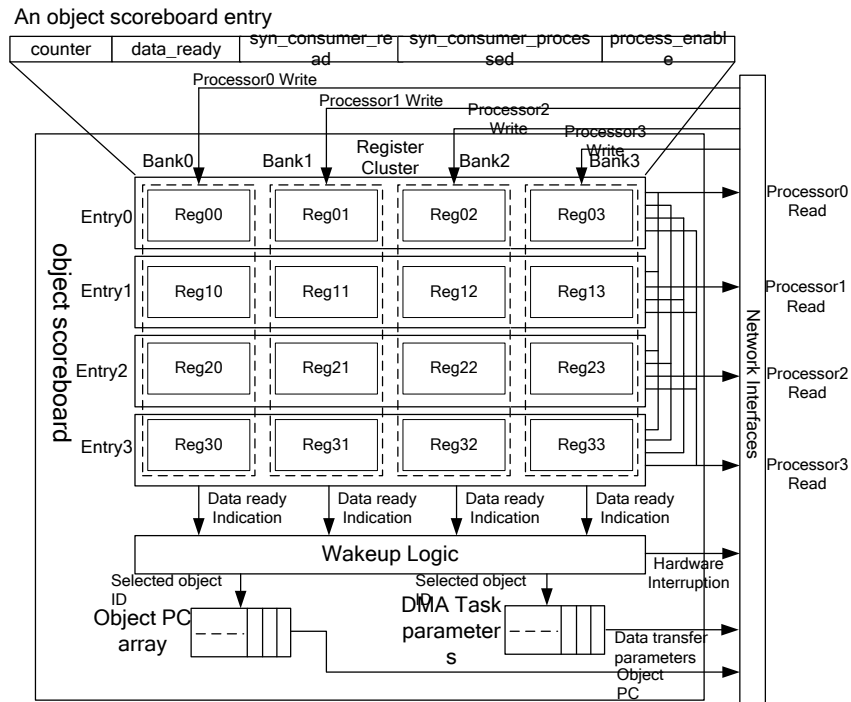 An object scoreboard entry
counter data_ready syn_consumer_re
ad syn_consumer_proces
sed process_enabl
e
Processor0 Write
Processor1 Write
Processor2
Write
Processor3
Write
Register
Cluster
Bank0 Bank1 Bank2 Bank3
object scoreboard
Entry0 Reg00 Reg01 Reg02 Reg03
Entry1 Reg10 Reg11 Reg12 Reg13
Entry2 Reg20 Reg21 Reg22 Reg23
Entry3 Reg30 Reg31 Reg32 Reg33
Processor0
Read
Processor1
Read
Processor2
Read
Processor3
Read
Network Interfaces
Data ready
Indication
Data ready
Indication
Data ready
Indication
Data ready
Indication
Wakeup Logic
Hardware
Interruption
Selected object
ID
Selected object
ID
Object PC
array
DMA Task
parameter
s
Data transfer
parameters
Object
PC